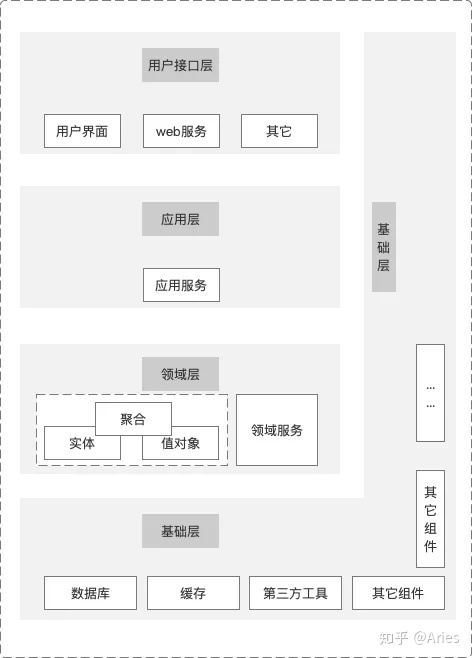 用户接口层
用户界面
web服务
其它
应用层
应用服务
领域层
聚合
实体
值对象
领域服务
基础层
...
...
其它组件
基础层
数据库
缓存
第三方工具
其它组件
知乎 @Aries